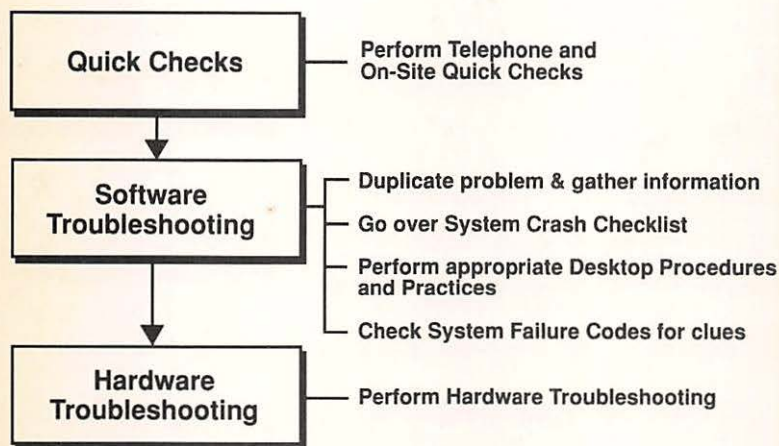 Quick Checks
Perform Telephone and
On-Site Quick Checks
Software
Troubleshooting
Duplicate problem & gather information
Go over System Crash Checklist
Perform appropriate Desktop Procedures
and Practices
Check System Failure Codes for clues
Hardware
Troubleshooting
Perform Hardware Troubleshooting